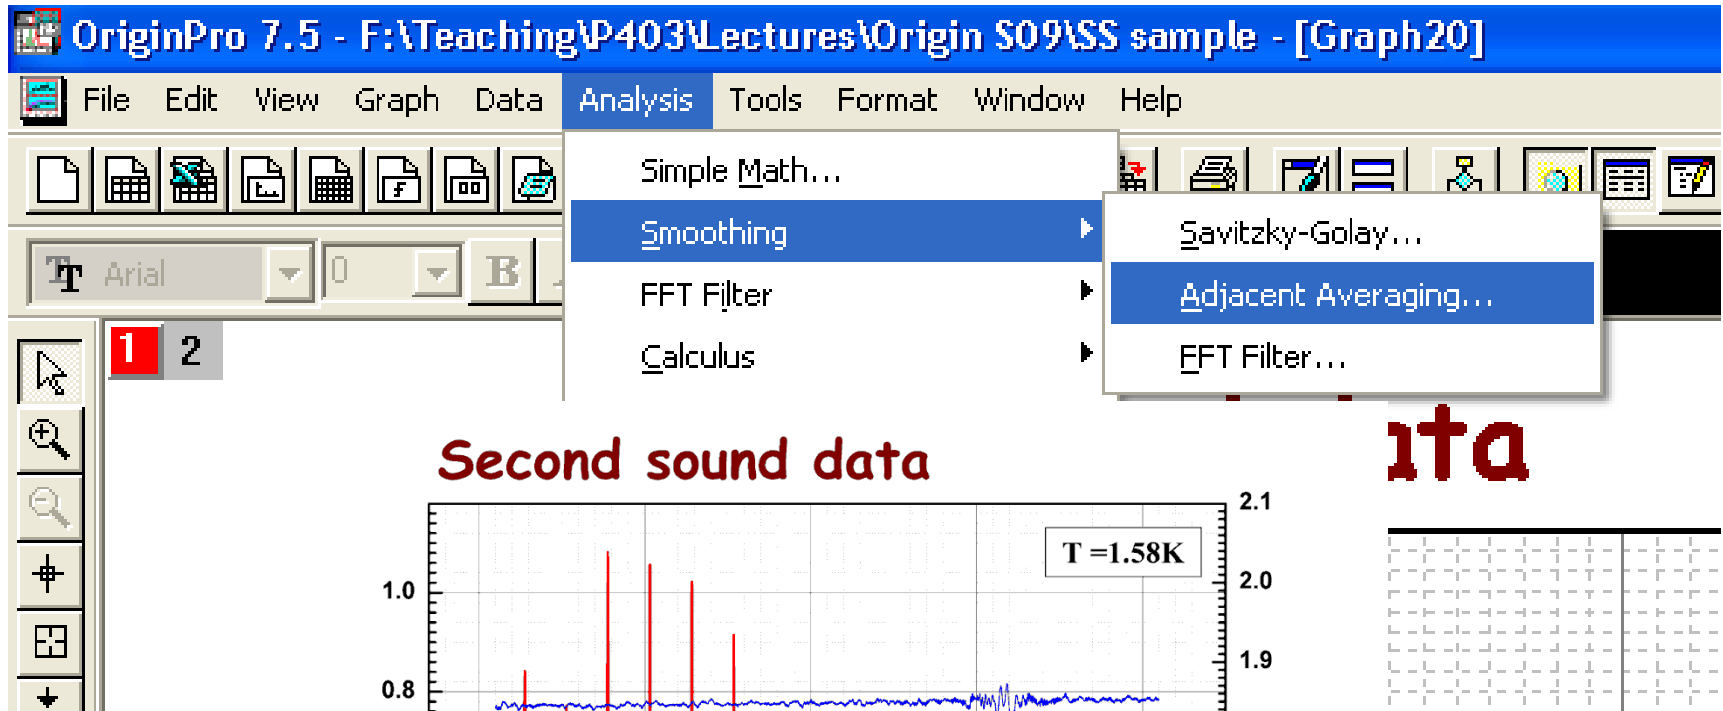 OriginPro 7.5 - F:\Teaching\P403\Lectures\Origin S09\SS sample - [Graph20]
File Edit View Graph Data Analysis Tools Format Window Help
Simple Math...
Smoothing
Savitzky-Golay...
Arial 0 B
FFT Filter
Adjacent Averaging...
1 2
Calculus
FFT Filter...
Second sound data
ata
2.1
T =1.58K
1.0
2.0
1.9
0.8